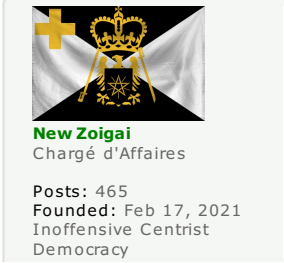 New Zoigai
Chargé d'Affaires
Posts: 465
Founded: Feb 17, 2021
Inoffensive Centrist
Democracy